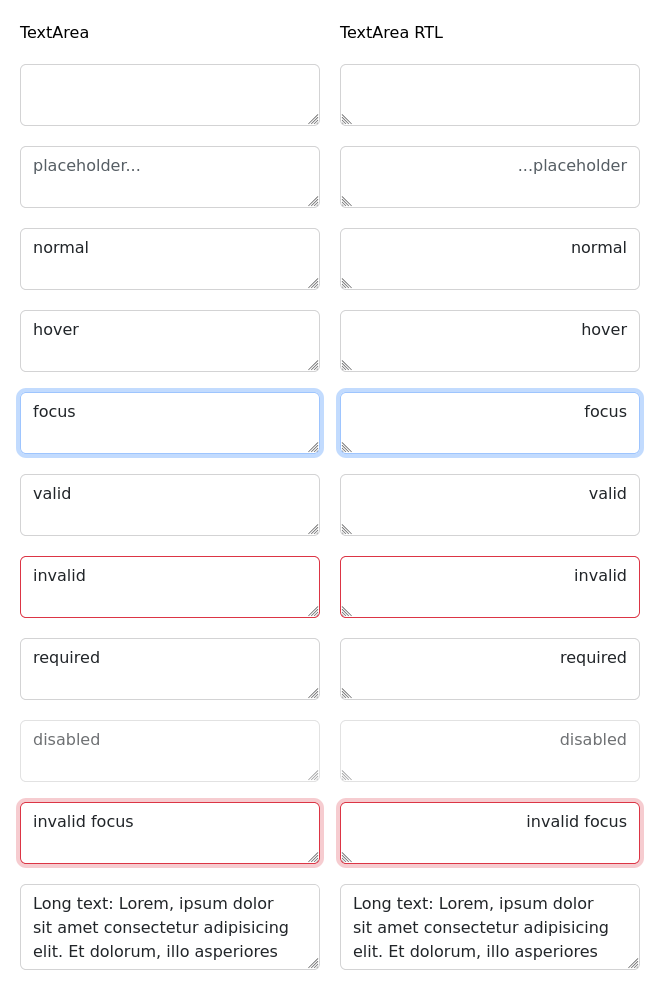 TextArea
TextArea RTL
placeholder...
...placeholder
normal
normal
hover
hover
focus
focus
valid
valid
invalid
invalid
required
required
disabled
disabled
invalid focus
invalid focus
Long text: Lorem, ipsum dolor
sit amet consectetur adipisicing
elit. Et dolorum, illo asperiores
Long text: Lorem, ipsum dolor
sit amet consectetur adipisicing
elit. Et dolorum, illo asperiores